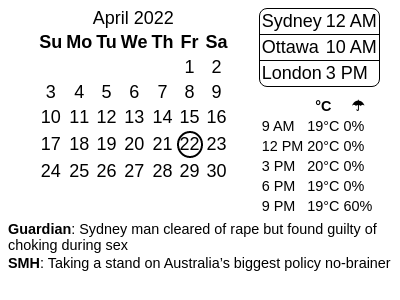 April 2022
Su Mo Tu We Th Fr Sa
1 2
3 4 5 6 7 8 9
10 11 12 13 14 15 16
17 18 19 20 21 22 23
24 25 26 27 28 29 30
Sydney 12 AM
Ottawa 10 AM
London 3 PM
°C ☂
9 AM 19°C 0%
12 PM 20°C 0%
3 PM 20°C 0%
6 PM 19°C 0%
9 PM 19°C 60%
Guardian: Sydney man cleared of rape but found guilty of
choking during sex
SMH: Taking a stand on Australia’s biggest policy no-brainer